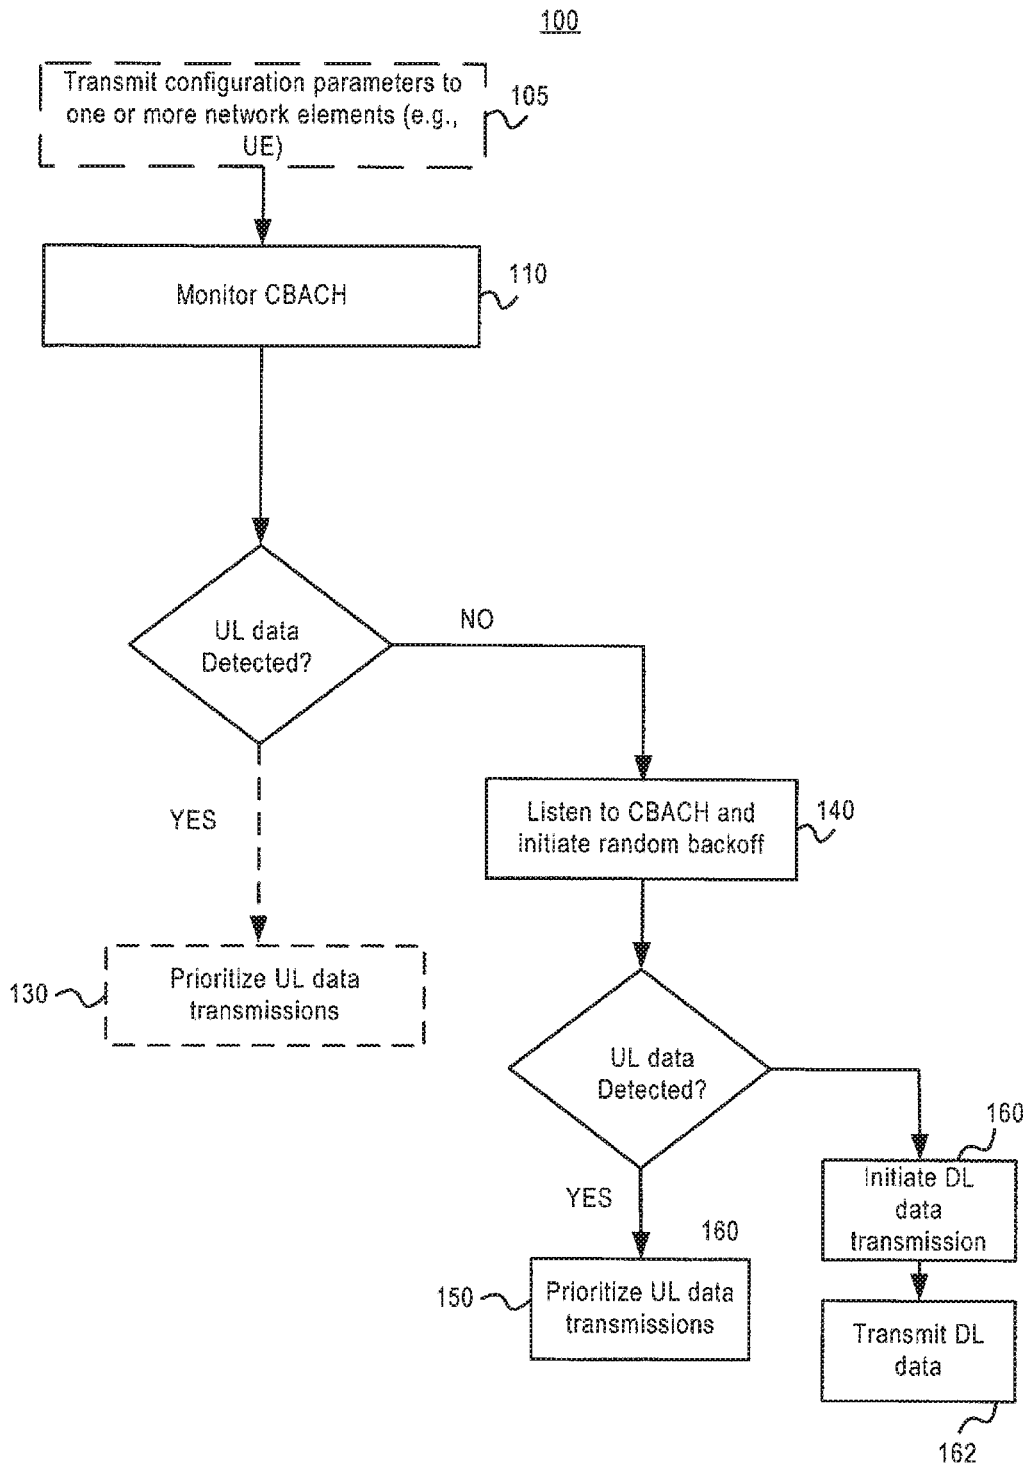 100
Transmit configuration parameters to
one or more network elements (e.g.,
UE)
105
Monitor CBACH
110
UL data
Detected?
NO
YES
Listen to CBACH and
initiate random backoff
140
Prioritize UL data
transmissions
130
UL data
Detected?
YES
160
Initiate DL
data
transmission
160
Prioritize UL data
transmissions
150
Transmit DL
data
162